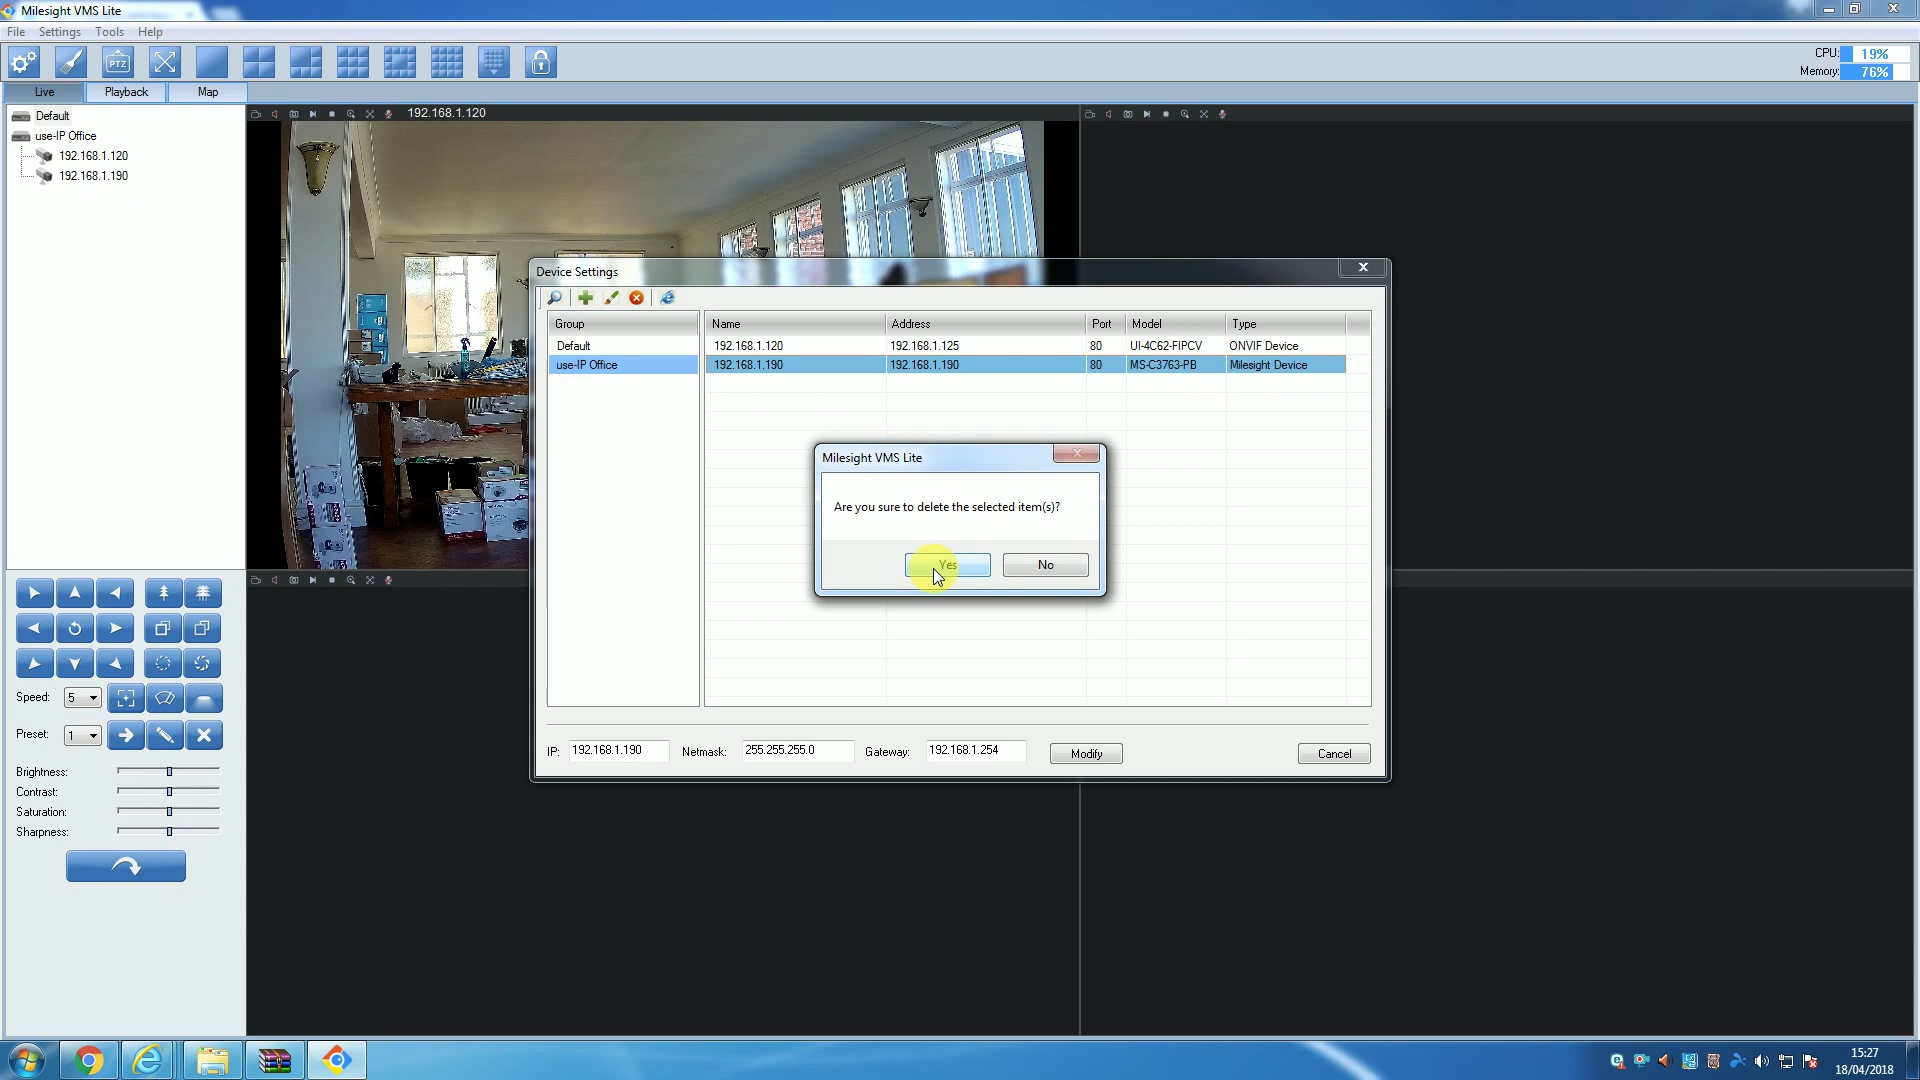 Milesight VMS Lite
File Settings Tools Help
PTZ
CPU: 19%
Memory: 76%
Live Playback Map
Default
use-IP Office
192.168.1.120
192.168.1.190
192.168.1.120
Device Settings
Group Name Address Port Model Type
Default 192.168.1.120 192.168.1.125 80 UI-4C62-FIPCV ONVIF Device
use-IP Office 192.168.1.190 192.168.1.190 80 MS-C3763-PB Milesight Device
Milesight VMS Lite
Are you sure to delete the selected item(s)?
Yes No
IP: 192.168.1.190 Netmask: 255.255.255.0 Gateway: 192.168.1.254 Modify Cancel
Speed: 5
Preset: 1
Brightness:
Contrast:
Saturation:
Sharpness:
15:27
18/04/2018